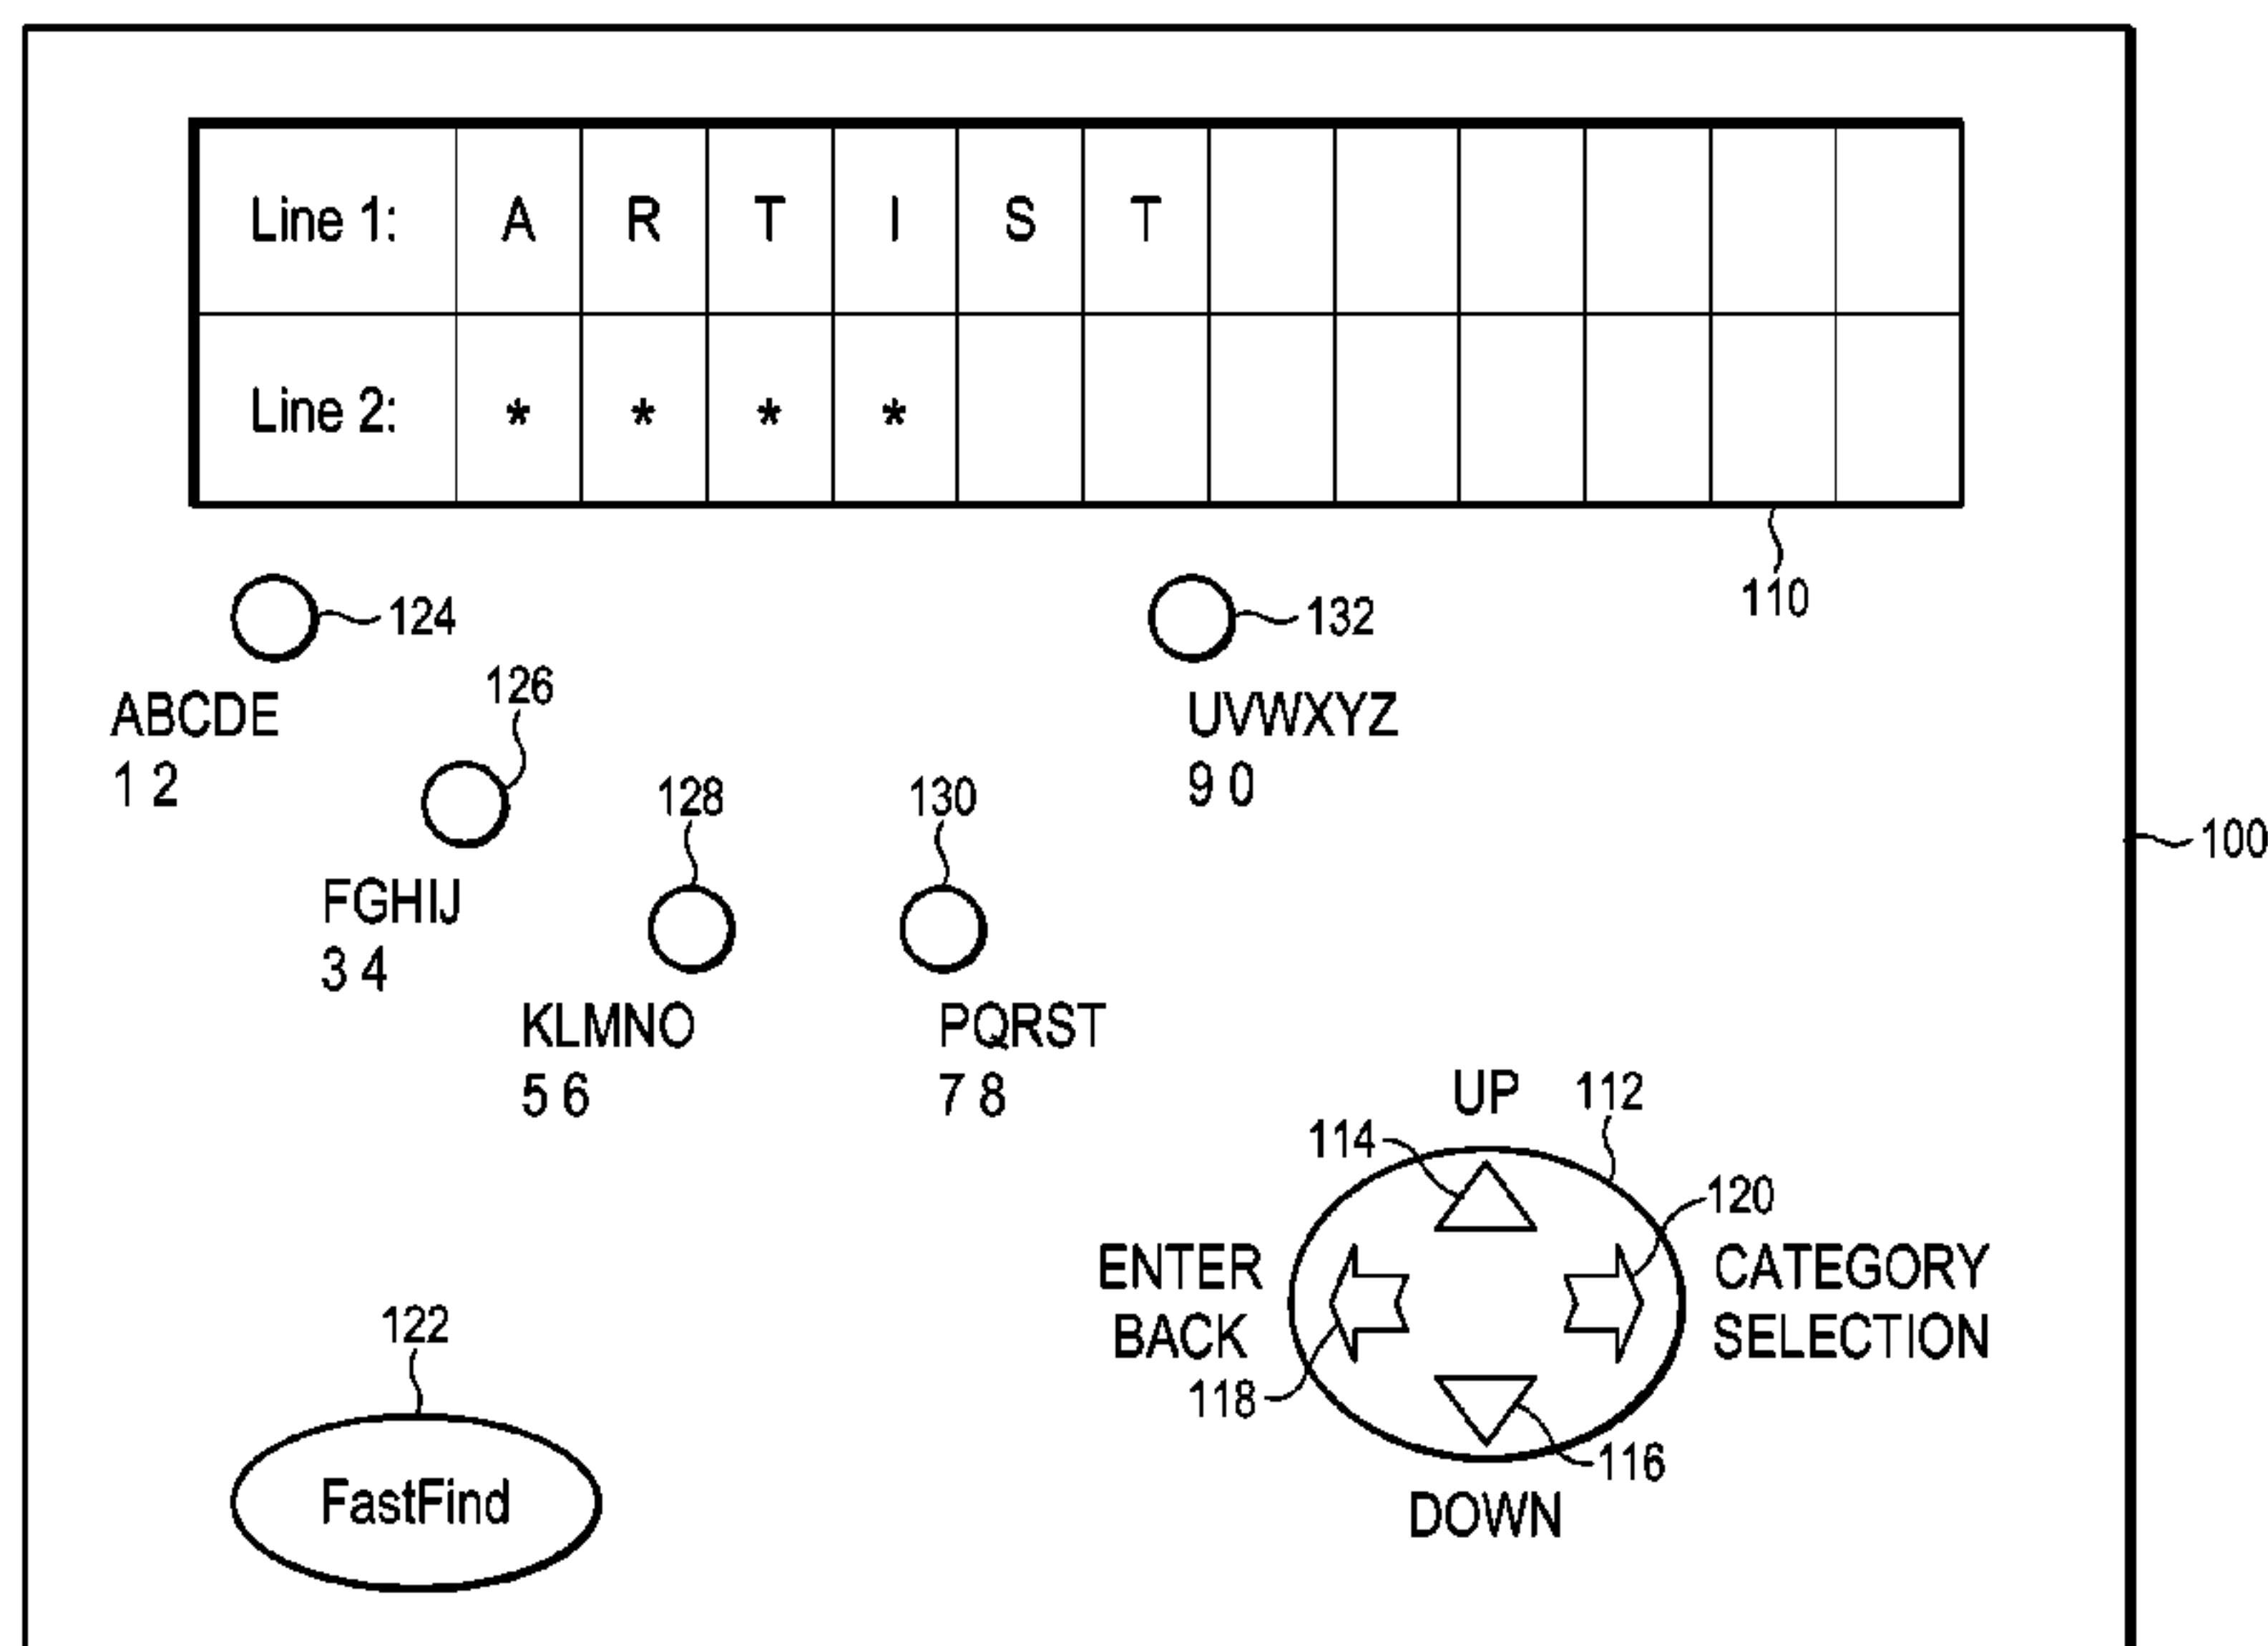 Line 1: A R T I S T
Line 2: * * * *
110
124
132
126
ABCDE
1 2
UVWXYZ
9 0
128
130
100
FGHIJ
3 4
KLMNO
5 6
PQRST
7 8
UP
112
114
120
ENTER
BACK
CATEGORY
SELECTION
118
116
DOWN
122
FastFind